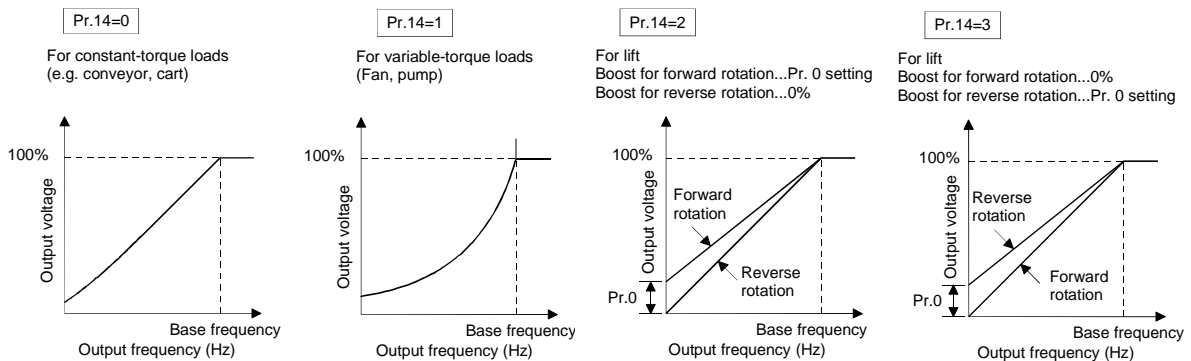 Pr.14=0
For constant-torque loads
(e.g. conveyor, cart)
100%
Output voltage
Base frequency
Output frequency (Hz)
Pr.14=1
For variable-torque loads
(Fan, pump)
100%
Output voltage
Base frequency
Output frequency (Hz)
Pr.14=2
For lift
Boost for forward rotation...Pr. 0 setting
Boost for reverse rotation...0%
100%
Output voltage
Forward
rotation
Reverse
rotation
Pr.0
Base frequency
Output frequency (Hz)
Pr.14=3
For lift
Boost for forward rotation...0%
Boost for reverse rotation...Pr. 0 setting
100%
Output voltage
Reverse
rotation
Forward
rotation
Pr.0
Base frequency
Output frequency (Hz)